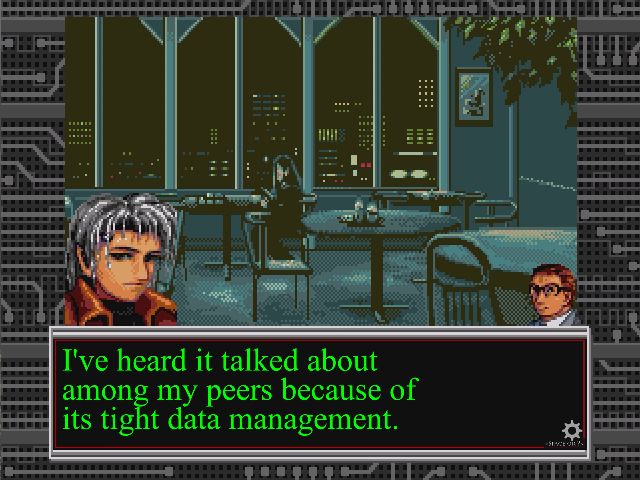 I've heard it talked about
among my peers because of
its tight data management.